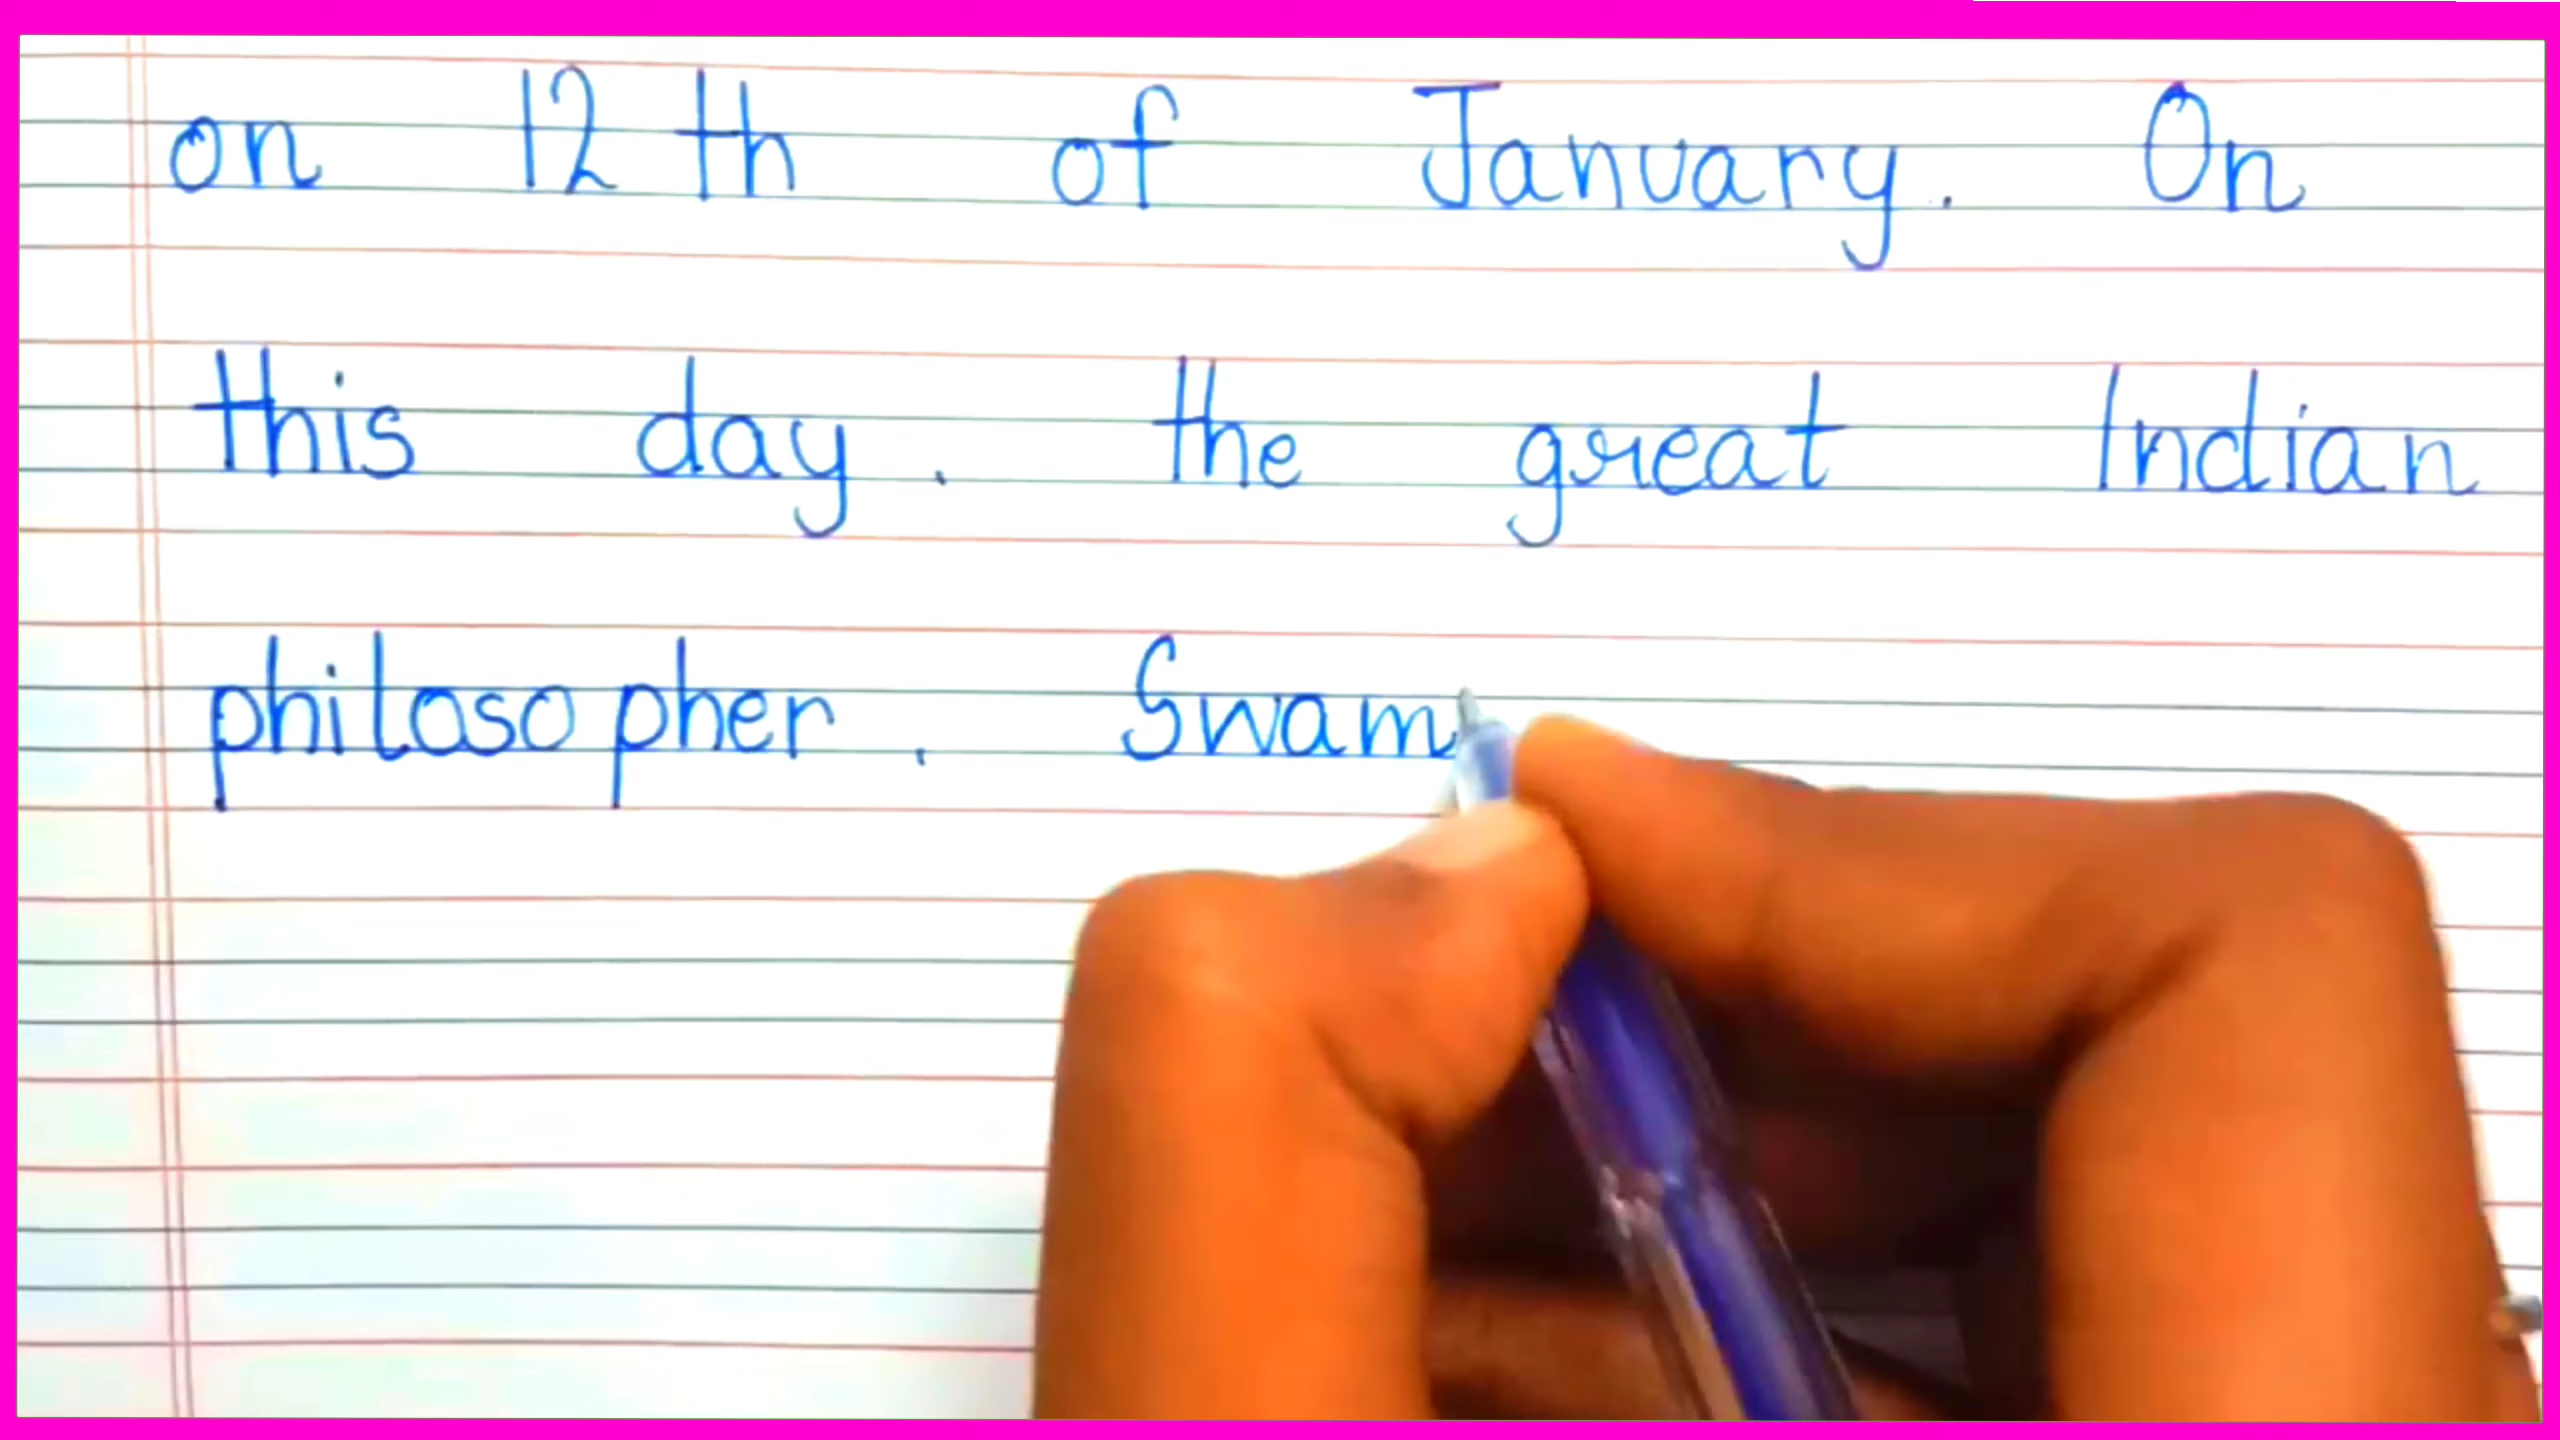 on 12 th of January. On
this day, the great Indian
philosopher, Swam